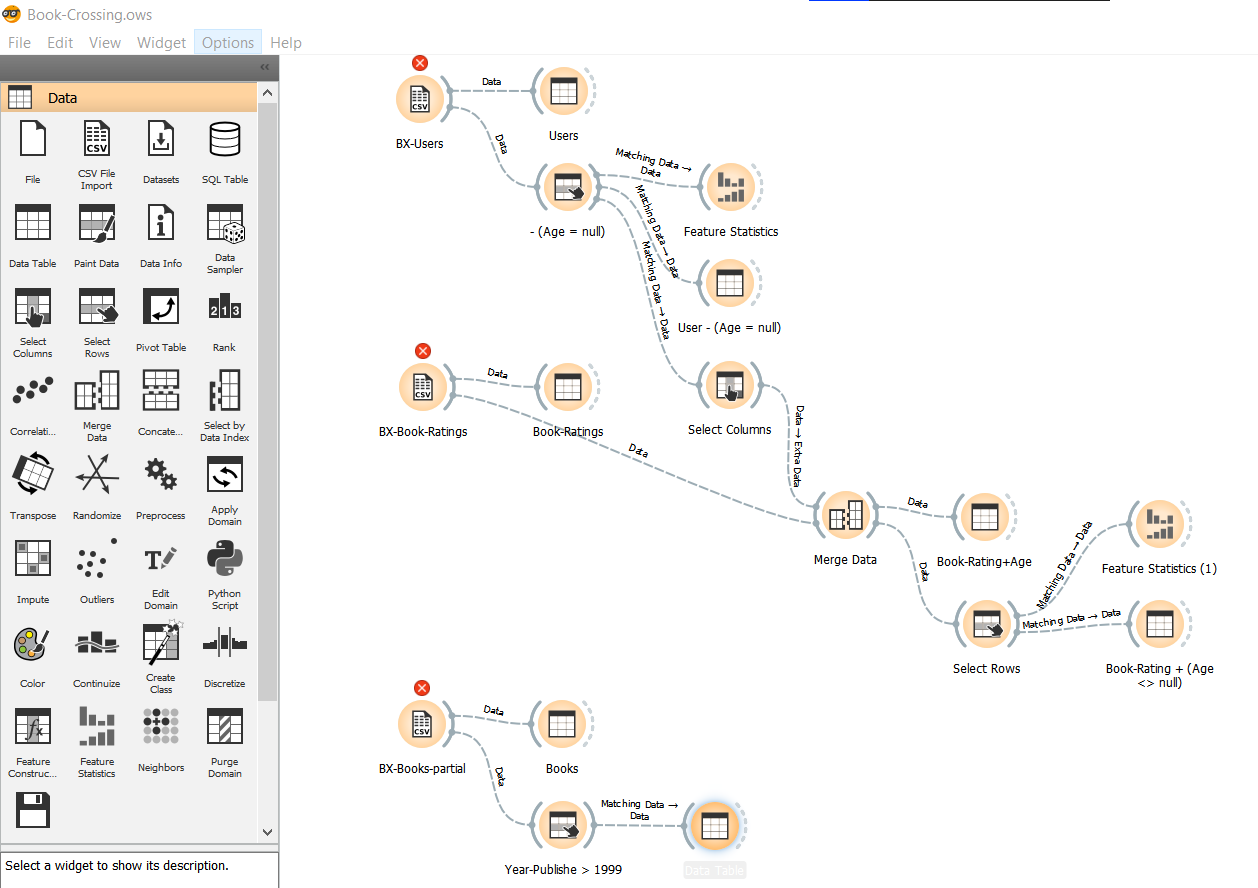 Book-Crossing.ows
File Edit View Widget Options Help
Data
File
CSV File
Import
Datasets
SQL Table
Data Table
Paint Data
Data Info
Data
Sampler
Select
Columns
Select
Rows
Pivot Table
Rank
Correlati...
Merge
Data
Concate...
Select by
Data Index
Transpose
Randomize
Preprocess
Apply
Domain
Impute
Outliers
Edit
Domain
Python
Script
Color
Continuize
Create
Class
Discretize
Feature
Construc...
Feature
Statistics
Neighbors
Purge
Domain
Select a widget to show its description.
CSV
BX-Users
Data
Users
Data
- (Age = null)
Matching Data →
Data
Feature Statistics
Matching Data → Data
User - (Age = null)
Matching Data → Data
Select Columns
CSV
BX-Book-Ratings
Data
Book-Ratings
Data
Data → Extra Data
Merge Data
Data
Book-Rating+Age
Data
Select Rows
Matching Data → Data
Feature Statistics (1)
Matching Data → Data
Book-Rating + (Age
<> null)
CSV
BX-Books-partial
Data
Books
Data
Year-Publishe > 1999
Matching Data →
Data
Data Table